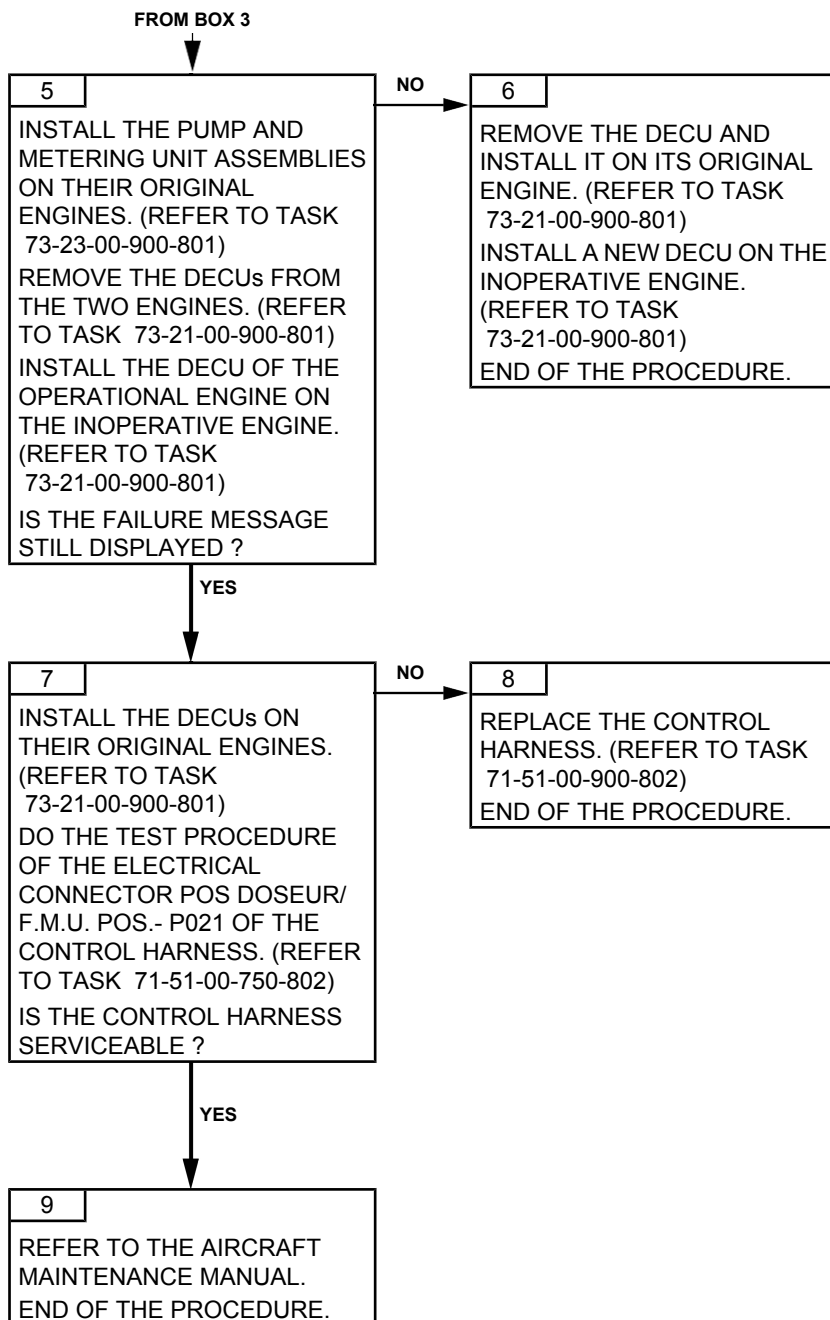 FROM BOX 3
5
INSTALL THE PUMP AND
METERING UNIT ASSEMBLIES
ON THEIR ORIGINAL
ENGINES. (REFER TO TASK
73-23-00-900-801)
REMOVE THE DECUs FROM
THE TWO ENGINES. (REFER
TO TASK 73-21-00-900-801)
INSTALL THE DECU OF THE
OPERATIONAL ENGINE ON
THE INOPERATIVE ENGINE.
(REFER TO TASK
73-21-00-900-801)
IS THE FAILURE MESSAGE
STILL DISPLAYED ?
NO
6
REMOVE THE DECU AND
INSTALL IT ON ITS ORIGINAL
ENGINE. (REFER TO TASK
73-21-00-900-801)
INSTALL A NEW DECU ON THE
INOPERATIVE ENGINE.
(REFER TO TASK
73-21-00-900-801)
END OF THE PROCEDURE.
YES
7
INSTALL THE DECUs ON
THEIR ORIGINAL ENGINES.
(REFER TO TASK
73-21-00-900-801)
DO THE TEST PROCEDURE
OF THE ELECTRICAL
CONNECTOR POS DOSEUR/
F.M.U. POS.- P021 OF THE
CONTROL HARNESS. (REFER
TO TASK 71-51-00-750-802)
IS THE CONTROL HARNESS
SERVICEABLE ?
NO
8
REPLACE THE CONTROL
HARNESS. (REFER TO TASK
71-51-00-900-802)
END OF THE PROCEDURE.
YES
9
REFER TO THE AIRCRAFT
MAINTENANCE MANUAL.
END OF THE PROCEDURE.